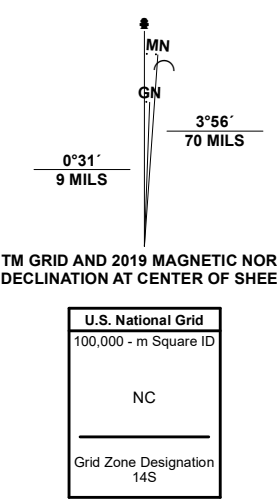 MN
GN
3°56´
70 MILS
0°31´
9 MILS
TM GRID AND 2019 MAGNETIC NOR
DECLINATION AT CENTER OF SHEE
U.S. National Grid
100,000 - m Square ID
NC
Grid Zone Designation
14S